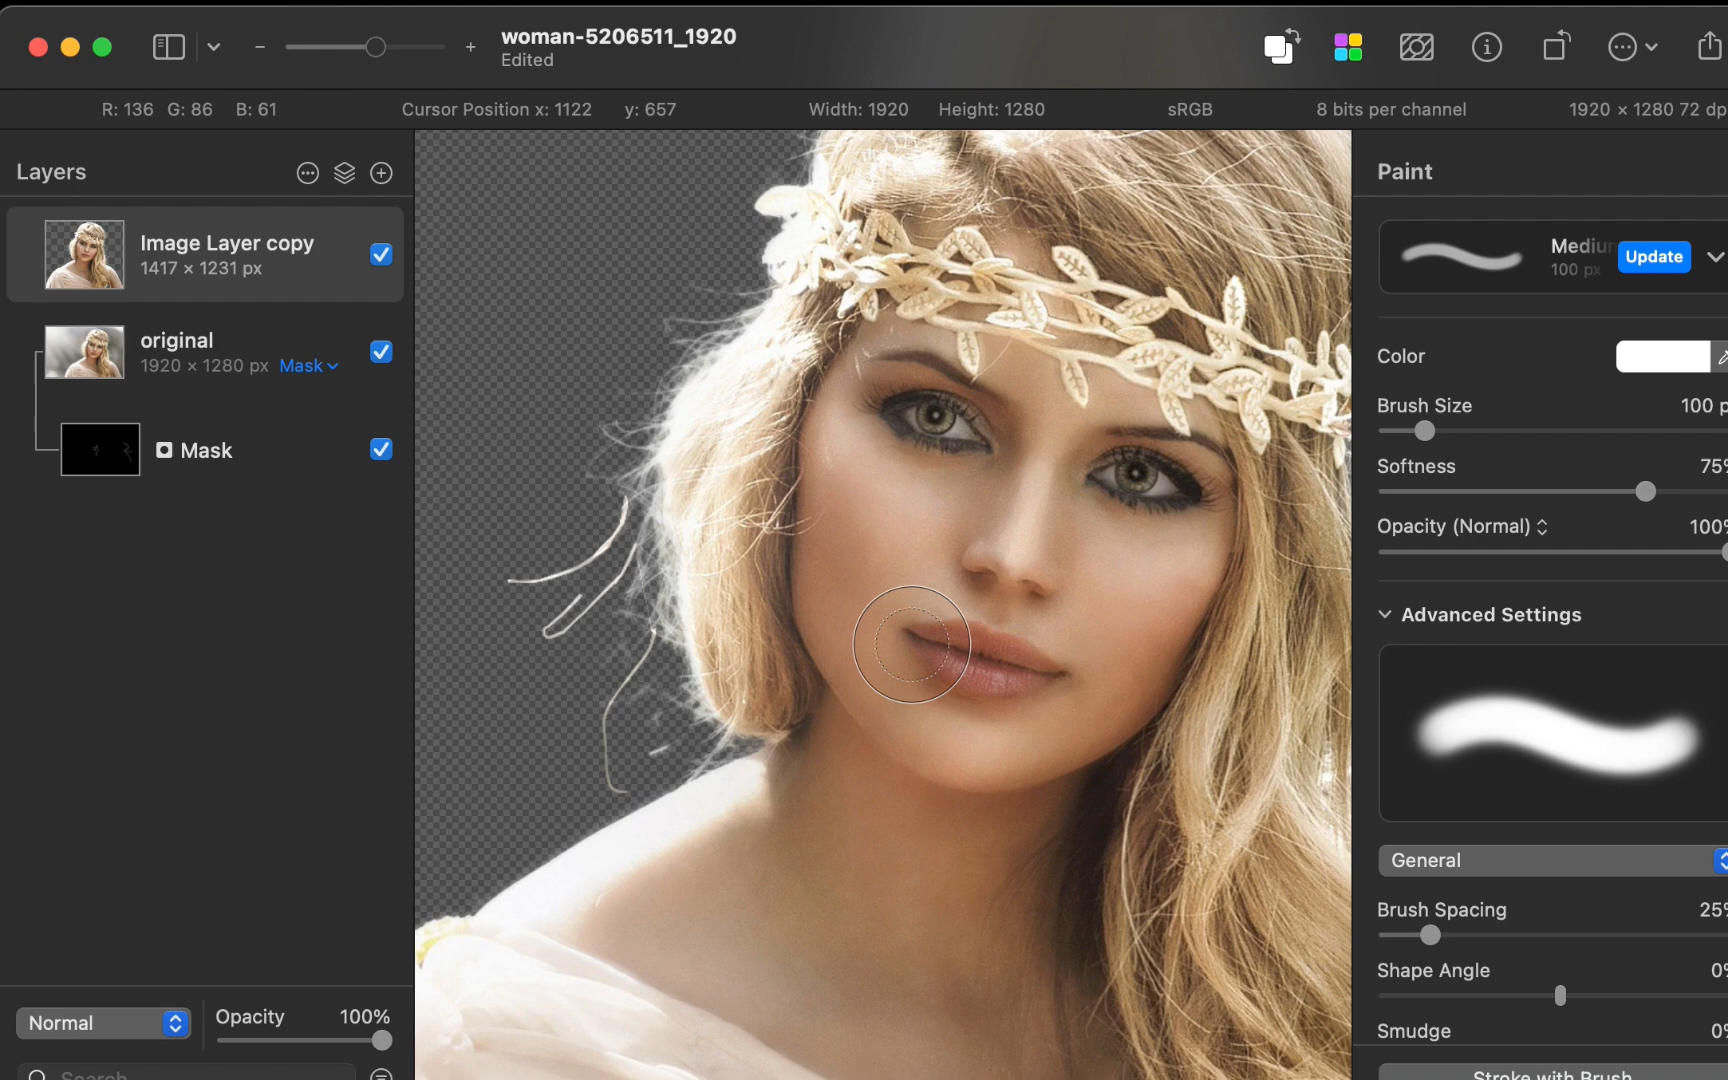 woman-5206511_1920
Edited
R: 136 G: 86 B: 61
Cursor Position x: 1122 y: 657
Width: 1920 Height: 1280
sRGB
8 bits per channel
1920 × 1280 72 dp
Layers
Image Layer copy
1417 × 1231 px
original
1920 × 1280 px Mask
Mask
Normal
Opacity 100%
Search
Paint
Medium
100 px
Update
Color
Brush Size 100 p
Softness 75%
Opacity (Normal) 100%
Advanced Settings
General
Brush Spacing 25%
Shape Angle 0%
Smudge 0%
Stroke with Brush